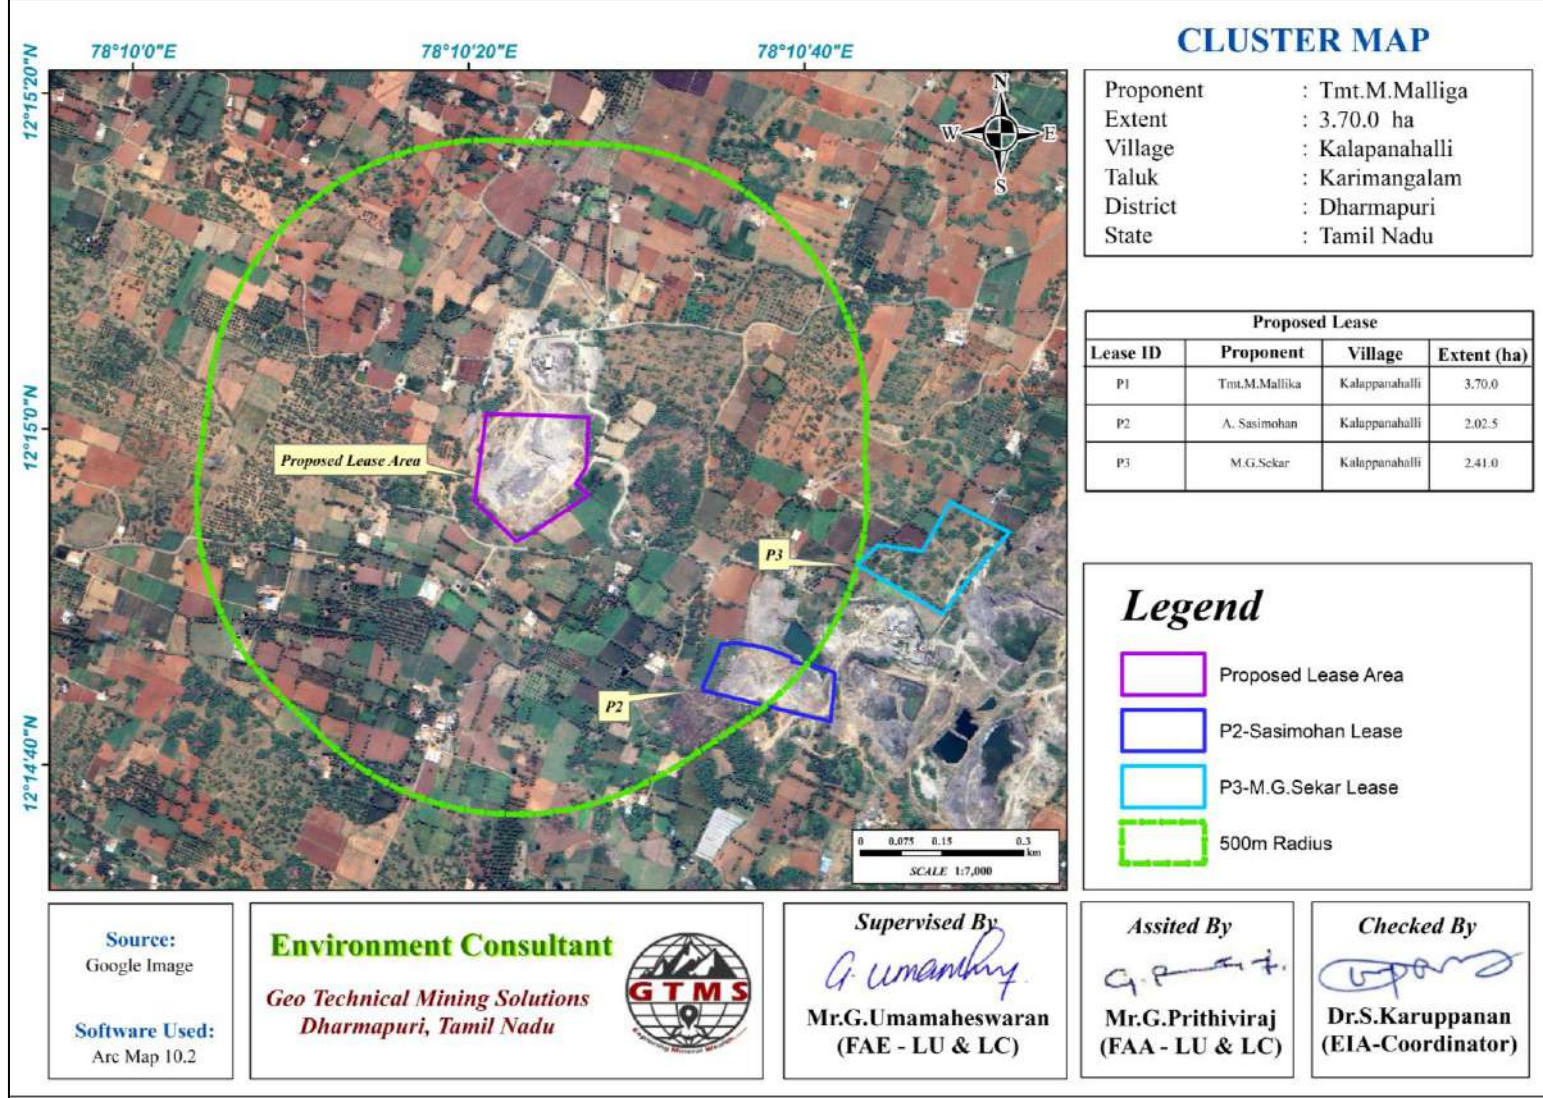 CLUSTER MAP
78°10'0"E
78°10'20"E
78°10'40"E
12°15'20"N
12°15'0"N
12°14'40"N
N
W
E
S
Proposed Lease Area
P3
P2
0 0.075 0.15 0.3
km
SCALE 1:7,000
Proponent : Tmt.M.Malliga
Extent : 3.70.0 ha
Village : Kalapanahalli
Taluk : Karimangalam
District : Dharmapuri
State : Tamil Nadu
Proposed Lease
Lease ID Proponent Village Extent (ha)
P1 Tmt.M.Mallika Kalappanahalli 3.70.0
P2 A. Sasimohan Kalappanahalli 2.02.5
P3 M.G.Sekar Kalappanahalli 2.41.0
Legend
Proposed Lease Area
P2-Sasimohan Lease
P3-M.G.Sekar Lease
500m Radius
Source:
Google Image
Software Used:
Arc Map 10.2
Environment Consultant
Geo Technical Mining Solutions
Dharmapuri, Tamil Nadu
GTMS
Supervised By
Mr.G.Umamaheswaran
(FAE - LU & LC)
Assited By
Mr.G.Prithiviraj
(FAA - LU & LC)
Checked By
Dr.S.Karuppanan
(EIA-Coordinator)